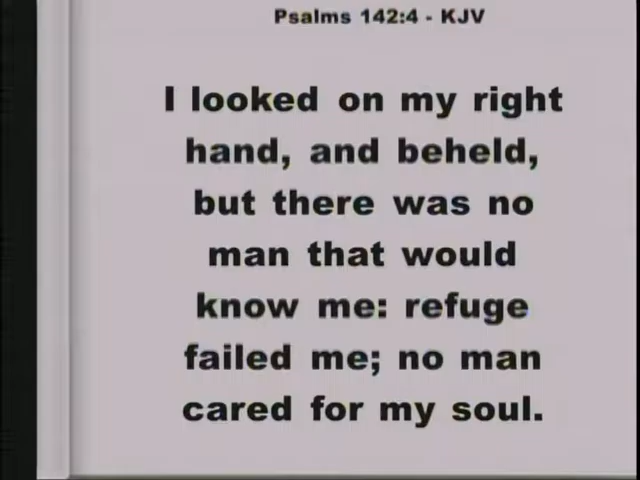 Psalms 142:4 - KJV
I looked on my right
hand, and beheld,
but there was no
man that would
know me: refuge
failed me; no man
cared for my soul.